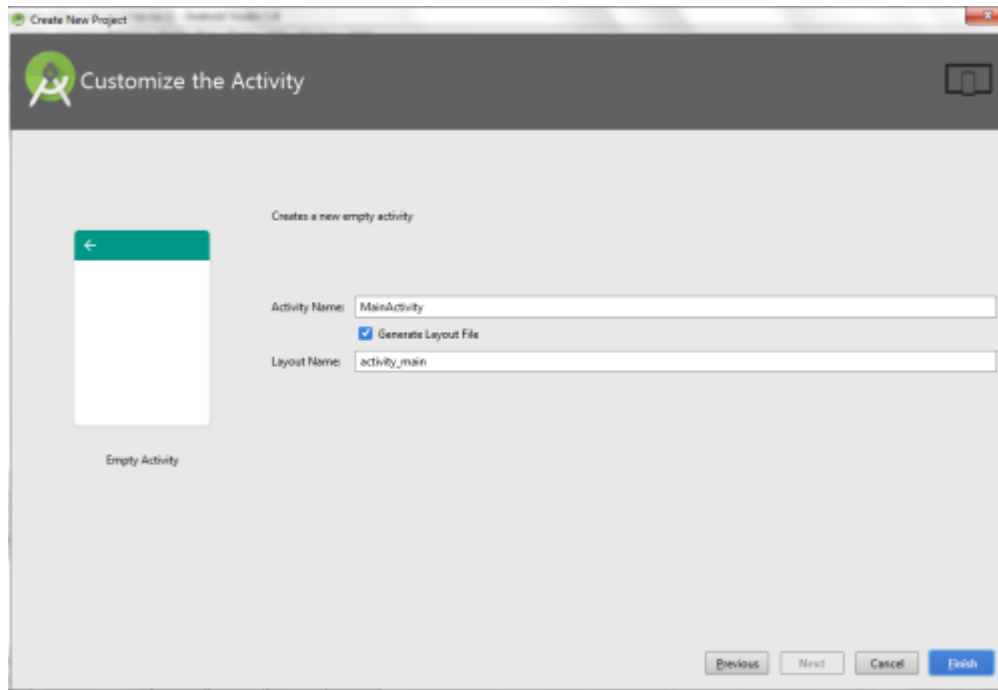 Create New Project
Customize the Activity
Creates a new empty activity
Activity Name: MainActivity
Generate Layout File
Layout Name: activity_main
Empty Activity
Previous Next Cancel Finish